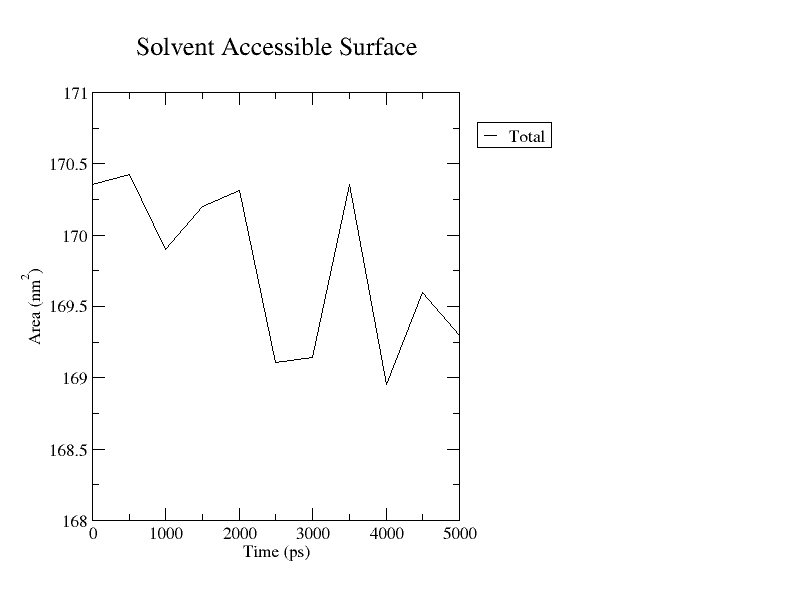 Solvent Accessible Surface
171
170.5
170
169.5
169
168.5
168
Area (nm²)
0 1000 2000 3000 4000 5000
Time (ps)
Total